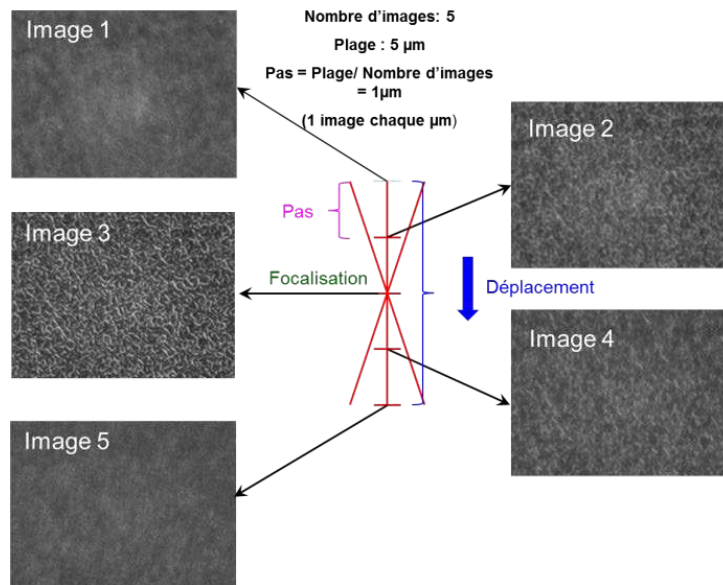 Image 1
Nombre d'images: 5
Plage : 5 µm
Pas = Plage/ Nombre d'images
= 1µm
(1 image chaque µm)
Image 2
Pas
Image 3
Focalisation
Déplacement
Image 4
Image 5